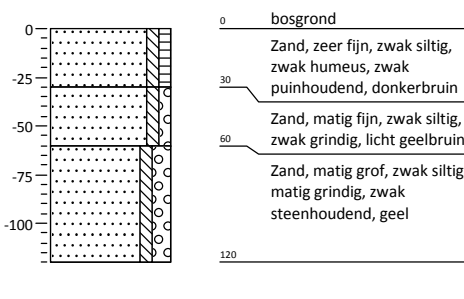 0
-25
-50
-75
-100
0 bosgrond
Zand, zeer fijn, zwak siltig,
zwak humeus, zwak
30 puinhoudend, donkerbruin
Zand, matig fijn, zwak siltig,
60 zwak grindig, licht geelbruin
Zand, matig grof, zwak siltig
matig grindig, zwak
steenhoudend, geel
120